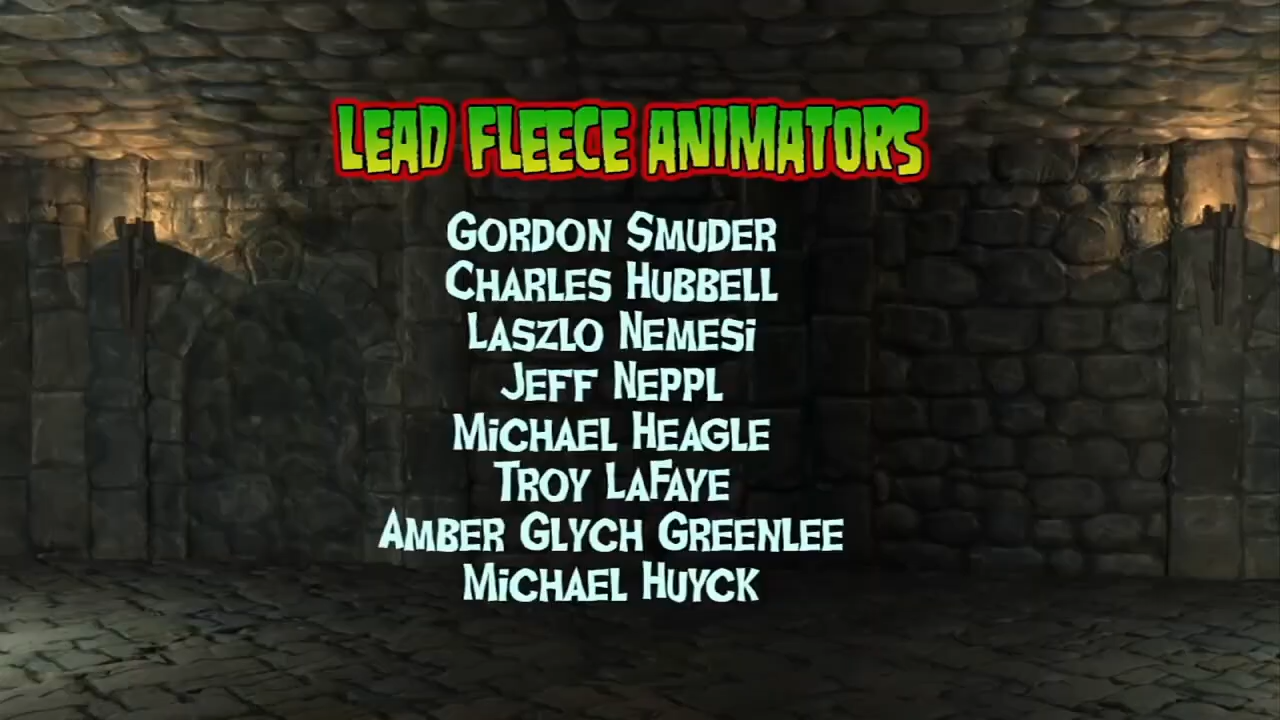 LEAD FLEECE ANIMATORS
GORDON SMUDER
CHARLES HUBBELL
LASZLO NEMESi
JEFF NEPPL
MiCHAEL HEAGLE
TROY LAFAYE
AMBER GLYCH GREENLEE
MiCHAEL HUYCK